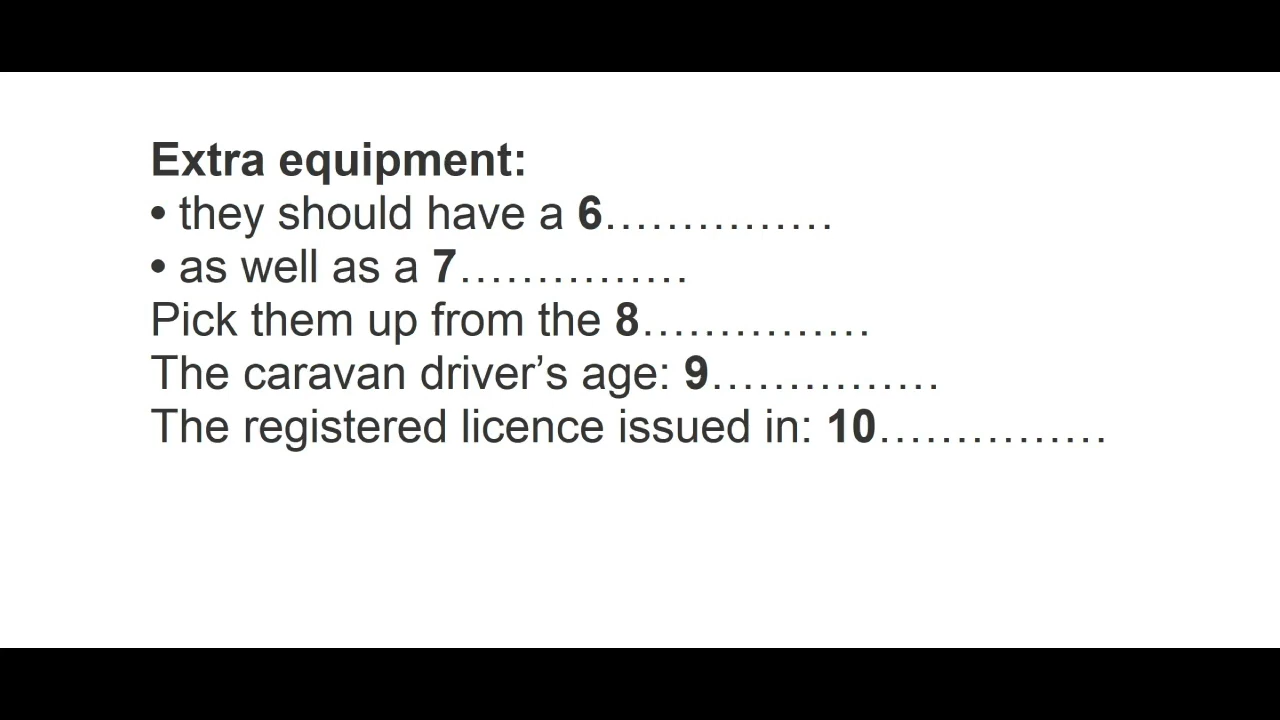 Extra equipment:
• they should have a 6……………
• as well as a 7……………
Pick them up from the 8……………
The caravan driver’s age: 9……………
The registered licence issued in: 10……………